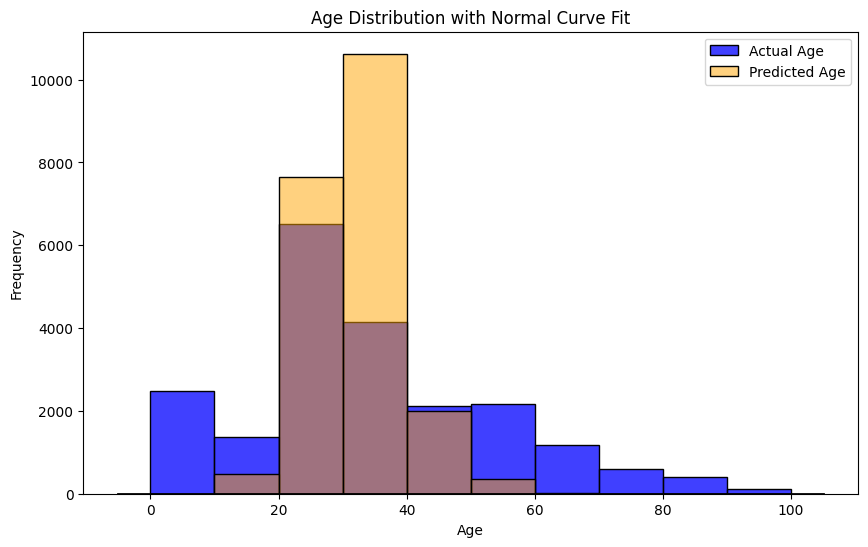 Age Distribution with Normal Curve Fit
Actual Age
Predicted Age
10000
8000
6000
4000
2000
0
Frequency
0 20 40 60 80 100
Age